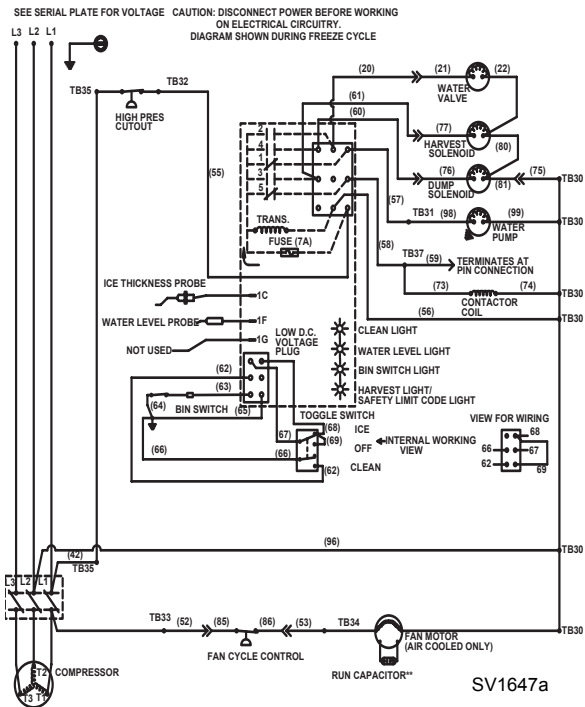 SEE SERIAL PLATE FOR VOLTAGE CAUTION: DISCONNECT POWER BEFORE WORKING
ON ELECTRICAL CIRCUITRY.
DIAGRAM SHOWN DURING FREEZE CYCLE
L3 L2 L1
TB35
TB32
HIGH PRES
CUTOUT
(20)
(21)
(22)
WATER
VALVE
(61)
(60)
(77)
(80)
HARVEST
SOLENOID
(76)
(81)
(75)
TB30
DUMP
SOLENOID
2
4
1
3
5
(55)
(57)
(58)
TRANS.
FUSE (7A)
TB31
(98)
(99)
TB30
WATER
PUMP
TB37
(59)
TERMINATES AT
PIN CONNECTION
(73)
(74)
TB30
CONTACTOR
COIL
(56)
TB30
ICE THICKNESS PROBE
1C
WATER LEVEL PROBE
1F
NOT USED
1G
LOW D.C.
VOLTAGE
PLUG
CLEAN LIGHT
WATER LEVEL LIGHT
BIN SWITCH LIGHT
HARVEST LIGHT/
SAFETY LIMIT CODE LIGHT
(62)
(63)
(64)
BIN SWITCH
(65)
TOGGLE SWITCH
(66)
67
(68)
(69)
(66)
(62)
ICE
OFF
CLEAN
INTERNAL WORKING
VIEW
VIEW FOR WIRING
68
66
67
62
69
(96)
TB30
(42)
TB35
L3 L2 L1
TB33
(52)
(85)
(86)
(53)
TB34
TB30
FAN CYCLE CONTROL
FAN MOTOR
(AIR COOLED ONLY)
RUN CAPACITOR**
COMPRESSOR
T2
T3 T1
SV1647a